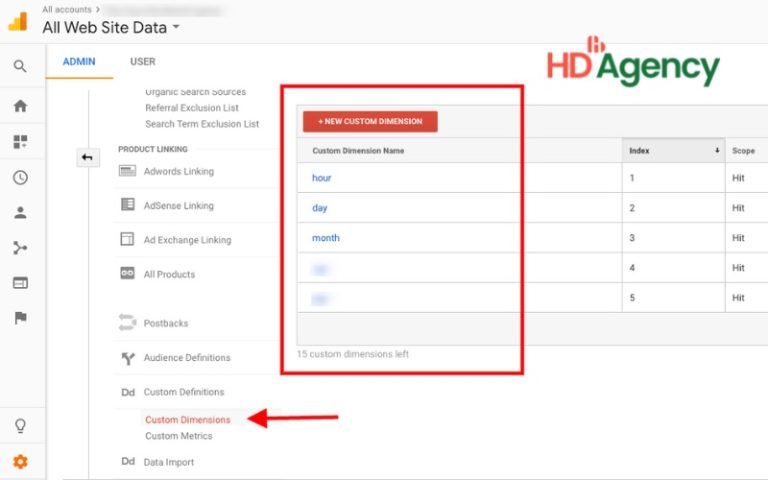 All accounts >
All Web Site Data
ADMIN
USER
HD Agency
Organic Search Sources
Referral Exclusion List
Search Term Exclusion List
PRODUCT LINKING
Adwords Linking
AdSense Linking
Ad Exchange Linking
All Products
Postbacks
Audience Definitions
Dd Custom Definitions
Custom Dimensions
Custom Metrics
Dd Data Import
+ NEW CUSTOM DIMENSION
Custom Dimension Name Index Scope
hour 1 Hit
day 2 Hit
month 3 Hit
4 Hit
5 Hit
15 custom dimensions left